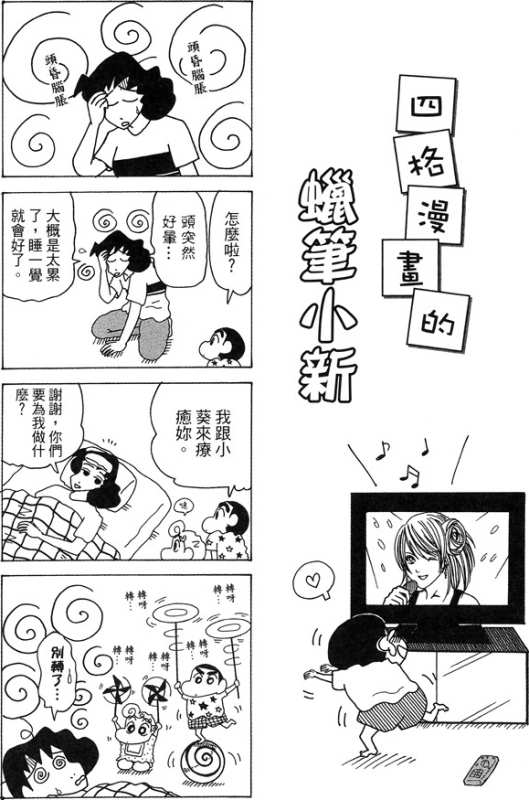 四格漫畫的
蠟筆小新
頭昏腦脹
頭昏腦脹
怎麼啦?
頭突然
好暈…
大概是太累
了,睡一覺
就會好了。
我跟小
葵來療
癒妳。
謝謝,你們
要為我做什
麼?
轉呀
轉…
轉呀
轉…
轉呀
轉…
轉呀
轉…
轉呀
轉…
別轉了…